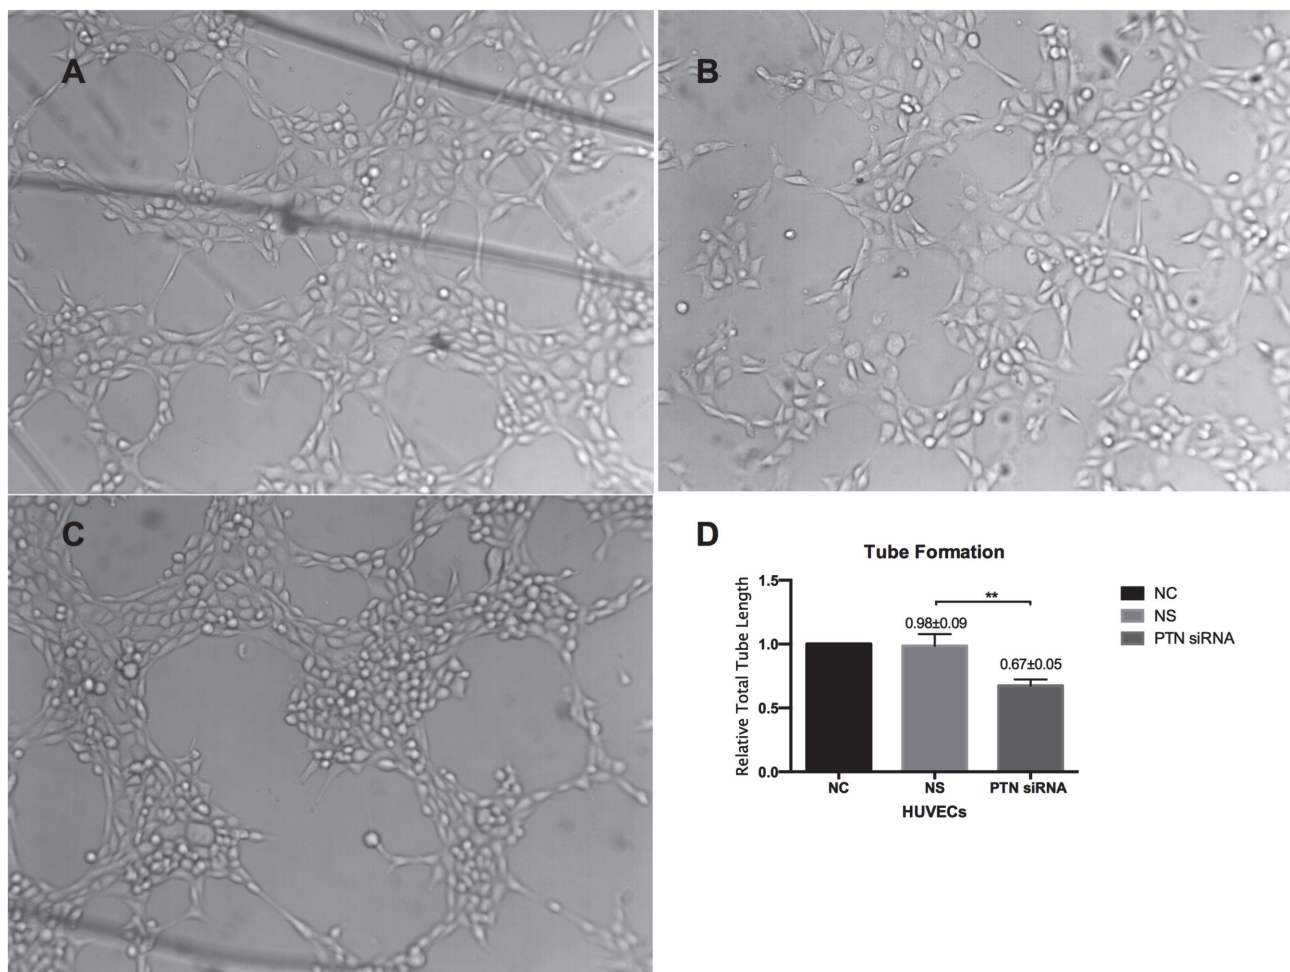 A
B
C
D
Tube Formation
Relative Total Tube Length
1.5
1.0
0.5
0.0
0.98±0.09
**
0.67±0.05
NC
NS
PTN siRNA
HUVECs
NC
NS
PTN siRNA